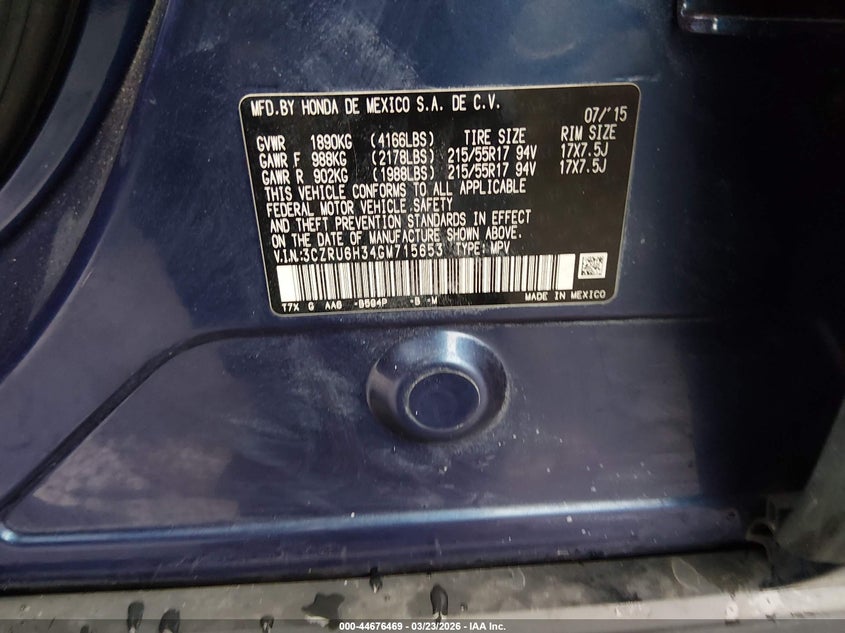 MFD.BY HONDA DE MEXICO S.A. DE C.V. 07/'15
GVWR 1890KG (4166LBS) TIRE SIZE RIM SIZE
GAWR F 988KG (2178LBS) 215/55R17 94V 17X7.5J
GAWR R 902KG (1988LBS) 215/55R17 94V 17X7.5J
THIS VEHICLE CONFORMS TO ALL APPLICABLE
FEDERAL MOTOR VEHICLE SAFETY
AND THEFT PREVENTION STANDARDS IN EFFECT
ON THE DATE OF MANUFACTURE SHOWN ABOVE.
V.I.N:3CZRU6H34GM715653 TYPE: MPV
T7X G AA0 -B584P -B -M MADE IN MEXICO
000-44676469 — 03/23/2026 — IAA Inc.